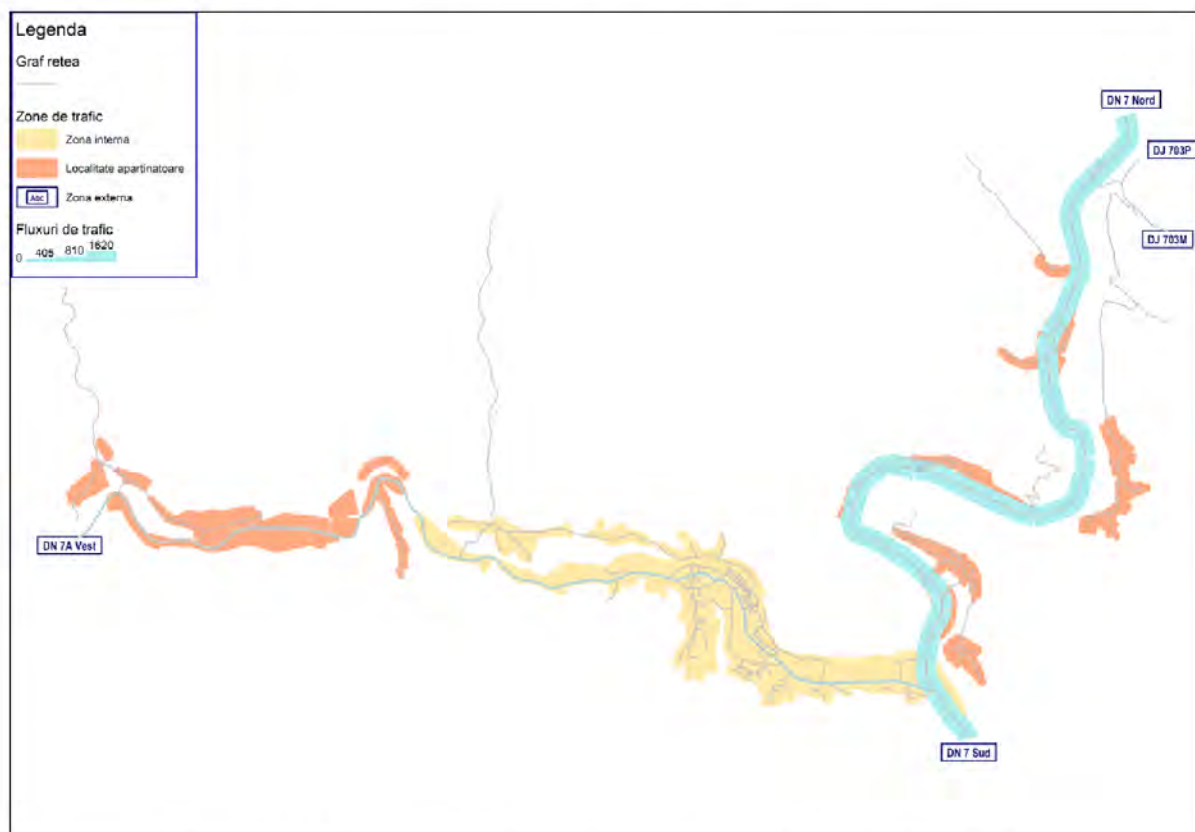 Legenda
Graf retea
Zone de trafic
Zona interna
Localitate apartinatoare
Abc Zona externa
Fluxuri de trafic
0 405 810 1620
DN 7 Nord
DJ 703P
DJ 703M
DN 7A Vest
DN 7 Sud